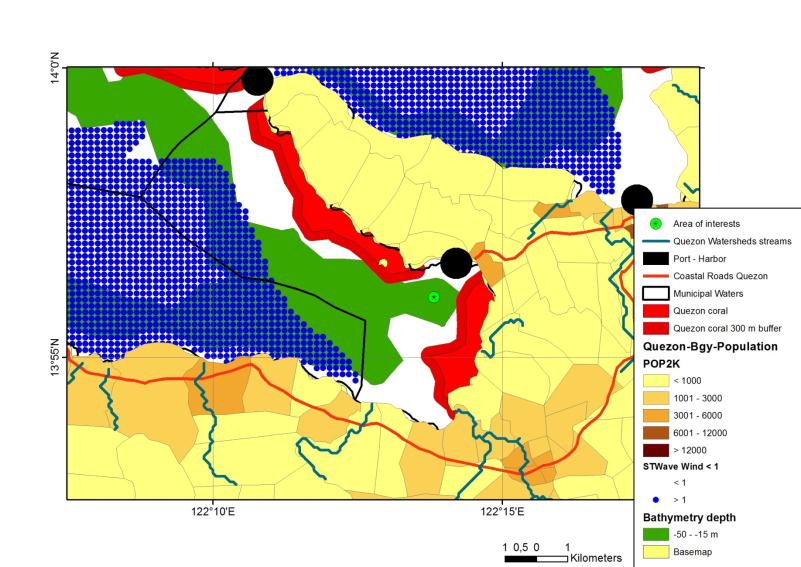 14°0'N
13°55'N
122°10'E
122°15'E
Area of interests
Quezon Watersheds streams
Port - Harbor
Coastal Roads Quezon
Municipal Waters
Quezon coral
Quezon coral 300 m buffer
Quezon-Bgy-Population
POP2K
< 1000
1001 - 3000
3001 - 6000
6001 - 12000
> 12000
STWave Wind < 1
< 1
> 1
Bathymetry depth
-50 - -15 m
Basemap
1 0,5 0 1
Kilometers